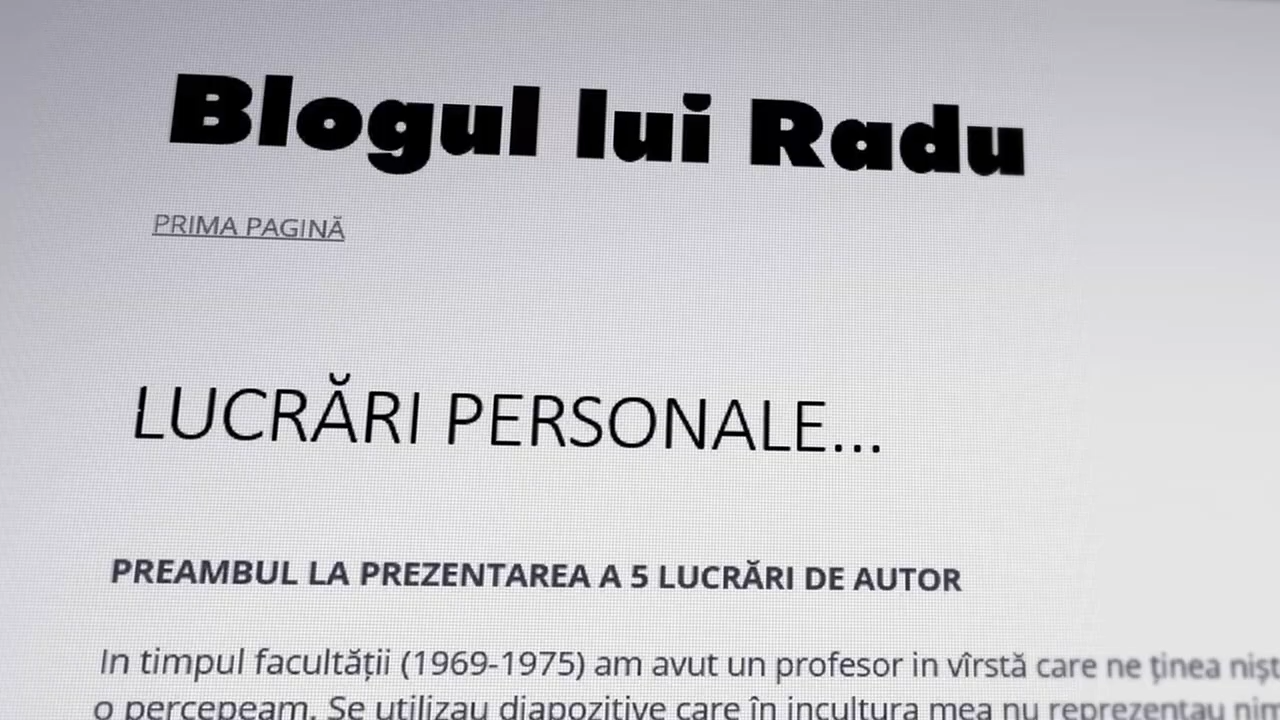 Blogul lui Radu
PRIMA PAGINĂ
LUCRĂRI PERSONALE...
PREAMBUL LA PREZENTAREA A 5 LUCRĂRI DE AUTOR
In timpul facultății (1969-1975) am avut un profesor in vîrstă care ne ținea
o percepeam. Se utilizau diapozitive care în incultura mea nu reprezentau